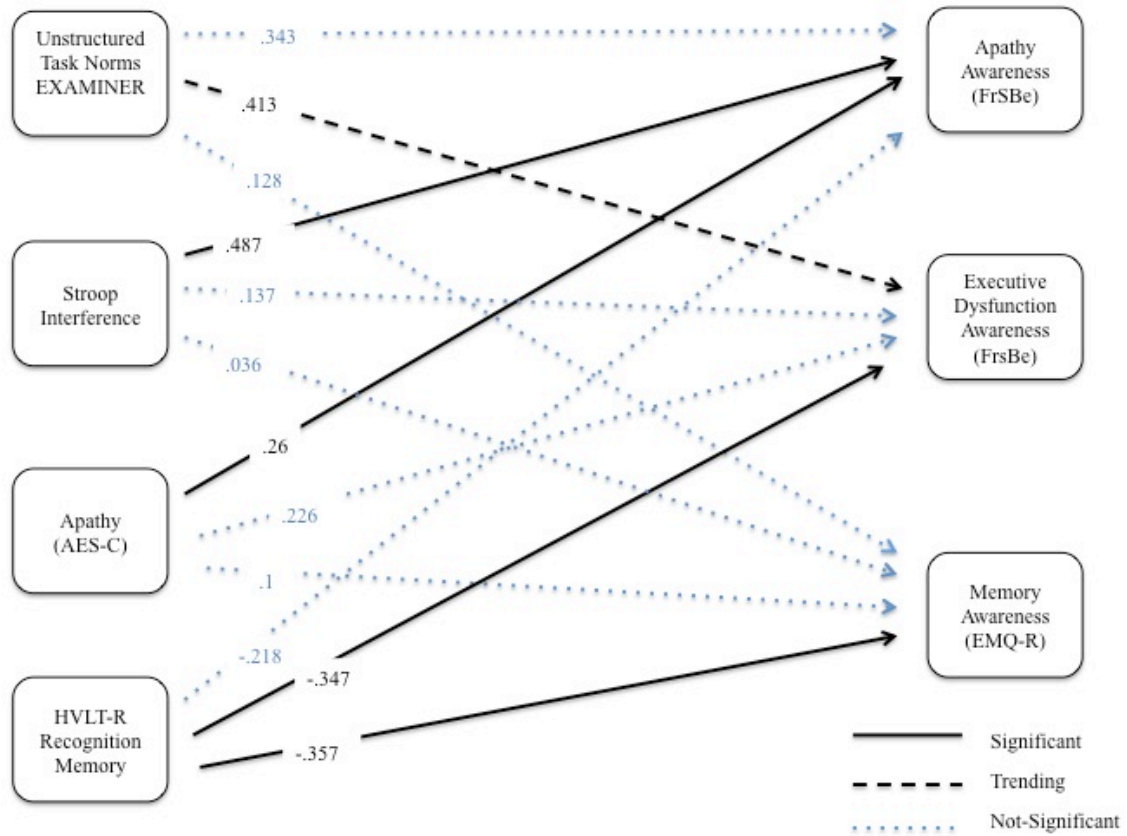 Unstructured
Task Norms
EXAMINER
.343
.413
.128
Apathy
Awareness
(FrSBe)
Stroop
Interference
.487
.137
.036
Executive
Dysfunction
Awareness
(FrsBe)
Apathy
(AES-C)
.26
.226
.1
Memory
Awareness
(EMQ-R)
HVLT-R
Recognition
Memory
-.218
-.347
-.357
Significant
Trending
Not-Significant